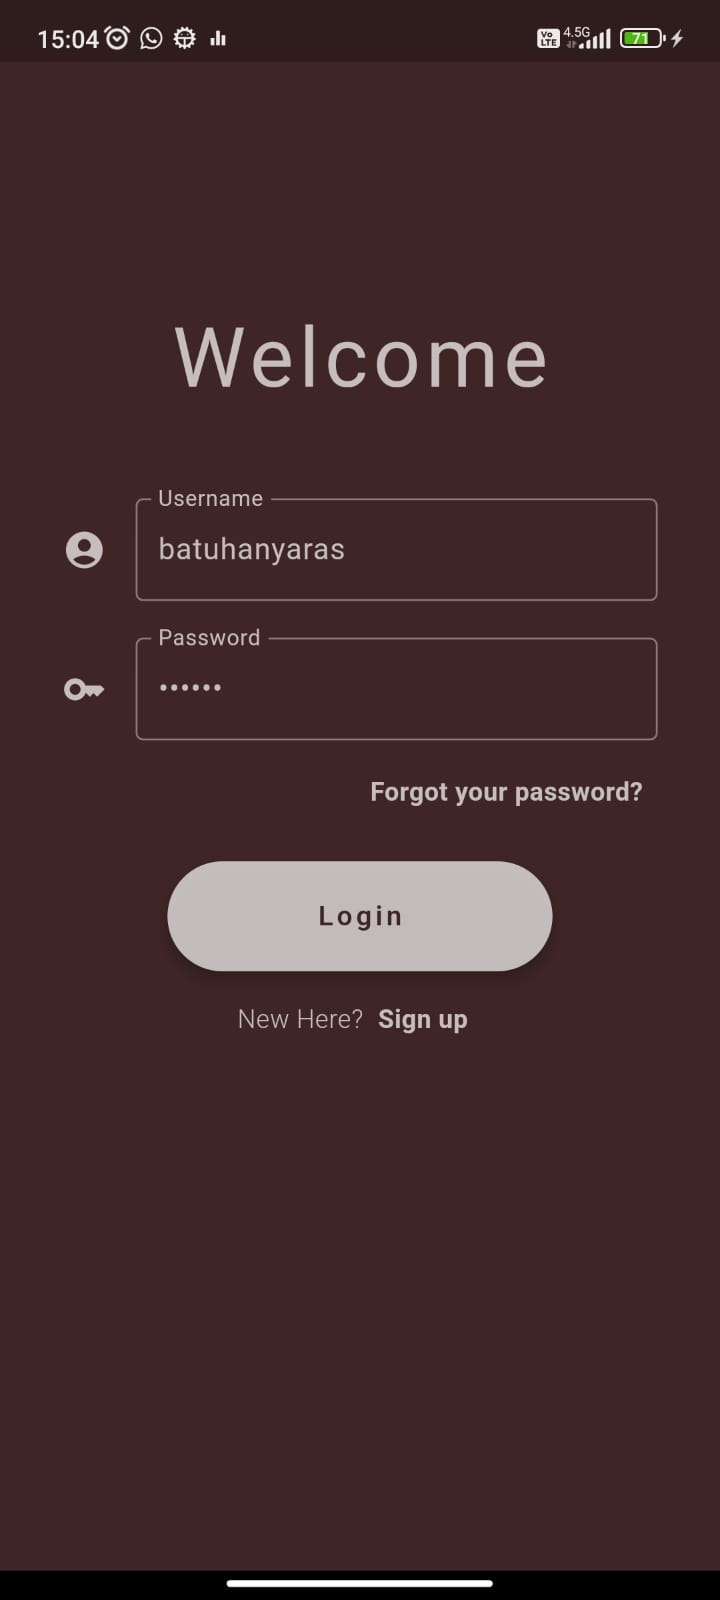 15:04 Vo LTE 4.5G 71
Welcome
Username
batuhanyaras
Password
••••••
Forgot your password?
Login
New Here? Sign up